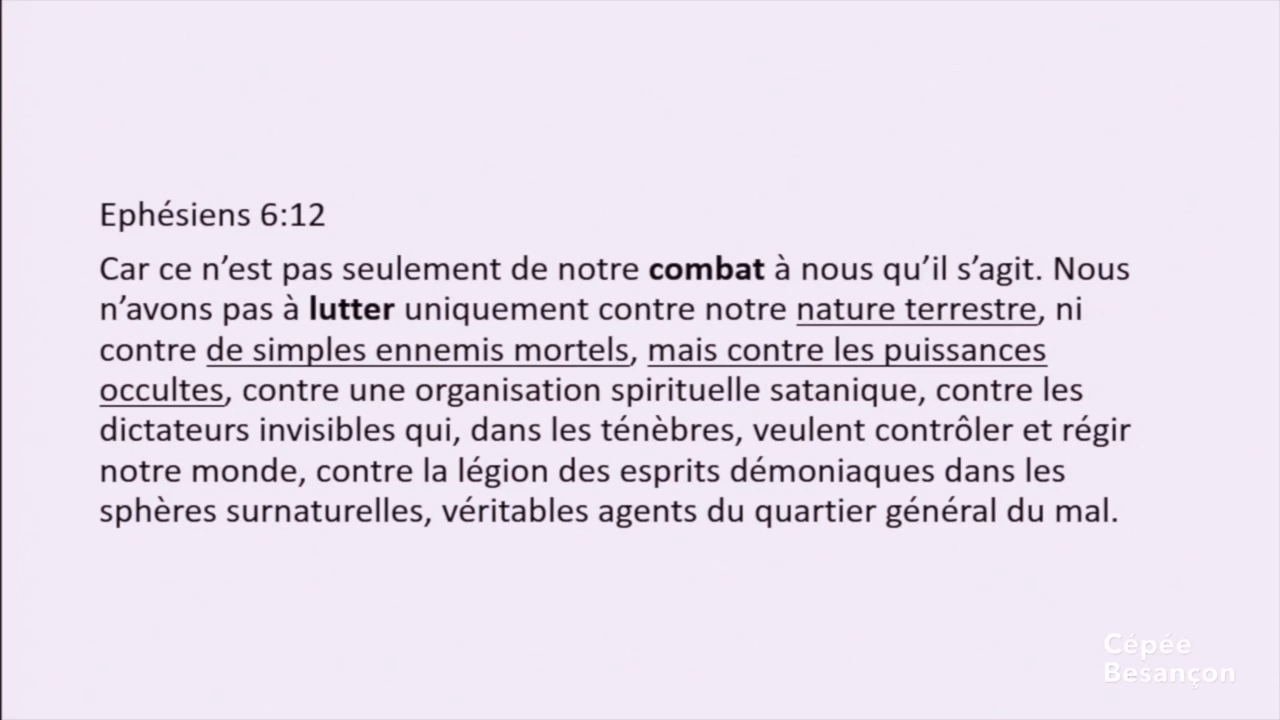 Ephésiens 6:12
Car ce n’est pas seulement de notre combat à nous qu’il s’agit. Nous
n’avons pas à lutter uniquement contre notre nature terrestre, ni
contre de simples ennemis mortels, mais contre les puissances
occultes, contre une organisation spirituelle satanique, contre les
dictateurs invisibles qui, dans les ténèbres, veulent contrôler et régir
notre monde, contre la légion des esprits démoniaques dans les
sphères surnaturelles, véritables agents du quartier général du mal.
Cépée
Besançon